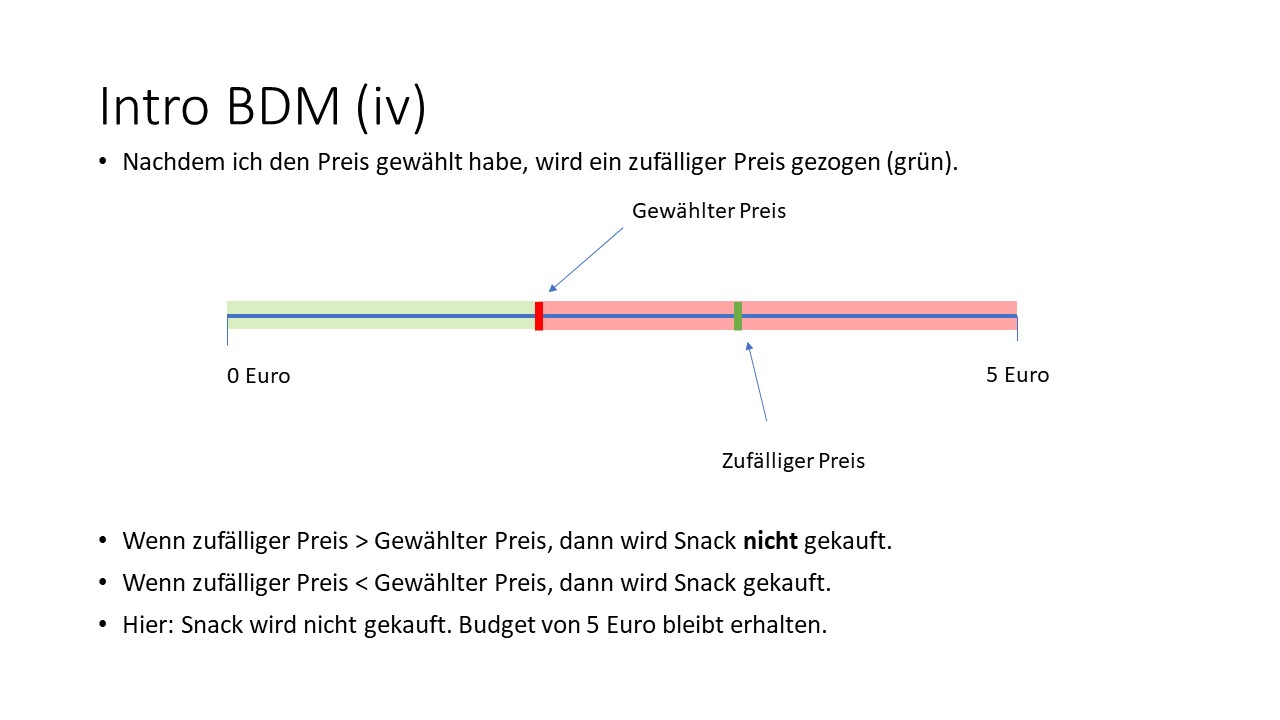 Intro BDM (iv)
• Nachdem ich den Preis gewählt habe, wird ein zufälliger Preis gezogen (grün).
Gewählter Preis
0 Euro
5 Euro
Zufälliger Preis
• Wenn zufälliger Preis > Gewählter Preis, dann wird Snack nicht gekauft.
• Wenn zufälliger Preis < Gewählter Preis, dann wird Snack gekauft.
• Hier: Snack wird nicht gekauft. Budget von 5 Euro bleibt erhalten.